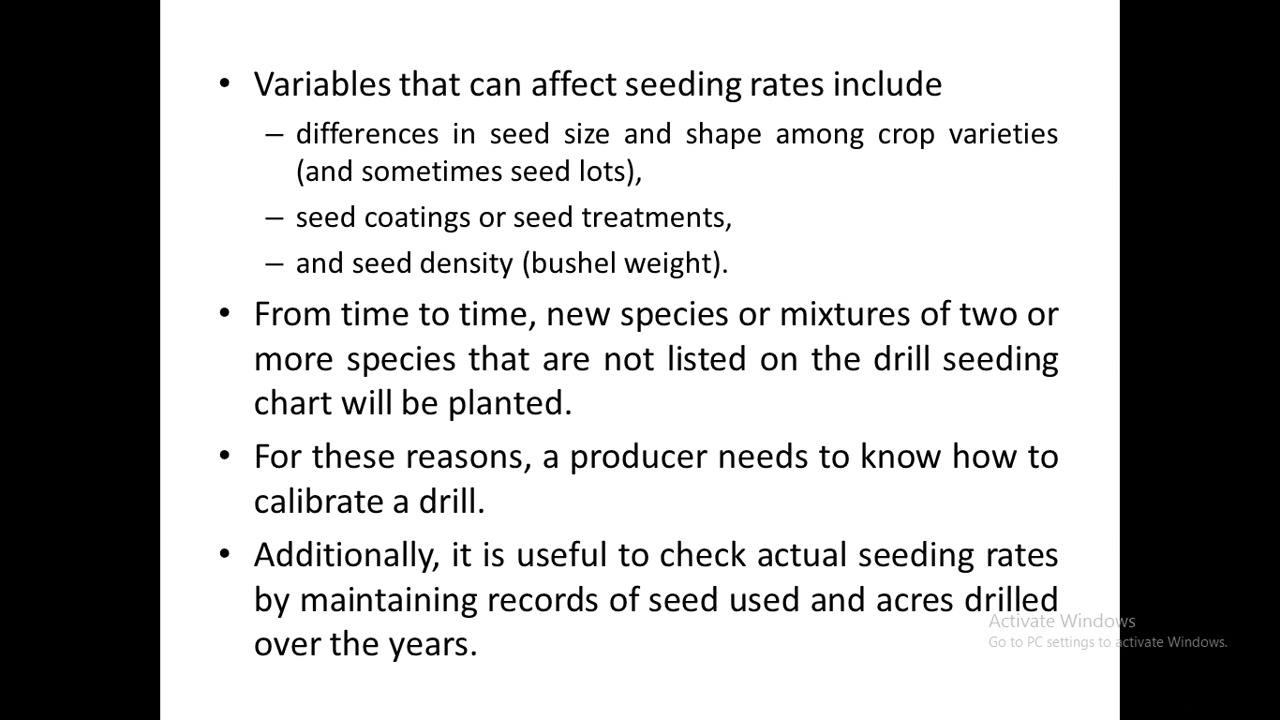 • Variables that can affect seeding rates include
– differences in seed size and shape among crop varieties
(and sometimes seed lots),
– seed coatings or seed treatments,
– and seed density (bushel weight).
• From time to time, new species or mixtures of two or
more species that are not listed on the drill seeding
chart will be planted.
• For these reasons, a producer needs to know how to
calibrate a drill.
• Additionally, it is useful to check actual seeding rates
by maintaining records of seed used and acres drilled
over the years.
Activate Windows
Go to PC settings to activate Windows.